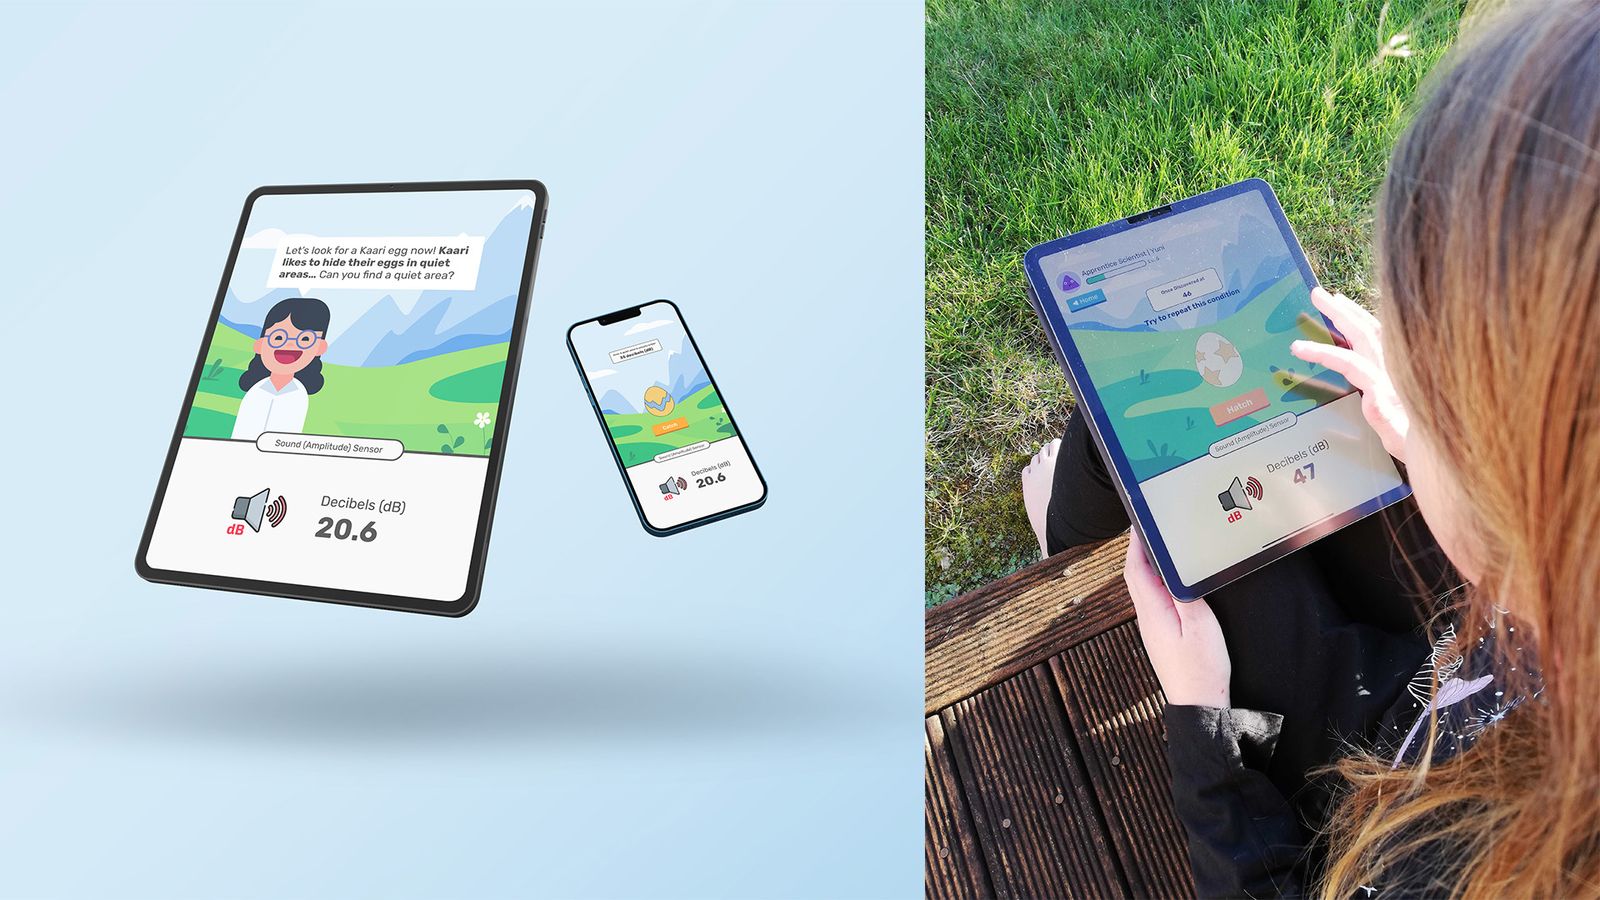 Let's look for a Kaari egg now! Kaari
likes to hide their eggs in quiet
areas... Can you find a quiet area?
Sound (Amplitude) Sensor
Decibels (dB)
20.6
dB
decibels (dB)
Catch
Sound (Amplitude) Sensor
Decibels (dB)
20.6
dB
Apprentice Scientist | Yuni
Home
Once Discovered at
46
Try to repeat this condition
Hatch
Sound (Amplitude) Sensor
Decibels (dB)
47
dB